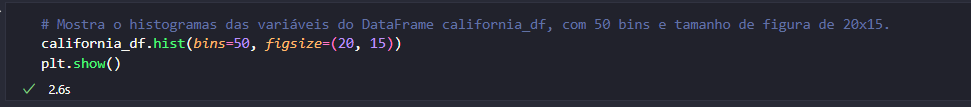 # Mostra o histogramas das variáveis do DataFrame california_df, com 50 bins e tamanho de figura de 20x15.
california_df.hist(bins=50, figsize=(20, 15))
plt.show()
2.6s